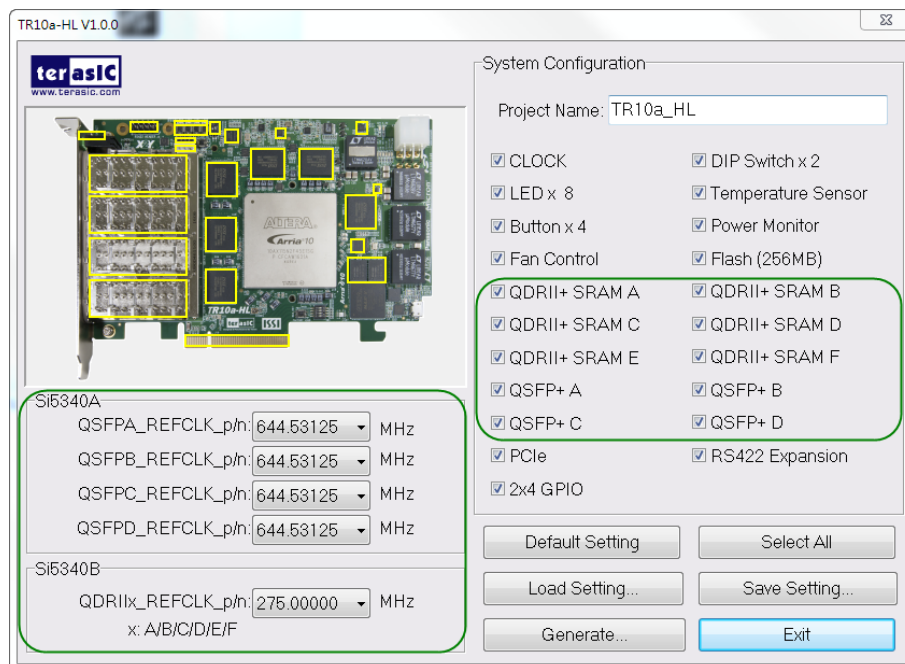 TR10a-HL V1.0.0
terasIC
www.terasic.com
ALTERA
Arria 10
TR10a-HL
terasIC ISSI
Arria 10
System Configuration
Project Name: TR10a_HL
CLOCK DIP Switch x 2
LED x 8 Temperature Sensor
Button x 4 Power Monitor
Fan Control Flash (256MB)
QDRII+ SRAM A QDRII+ SRAM B
QDRII+ SRAM C QDRII+ SRAM D
QDRII+ SRAM E QDRII+ SRAM F
QSFP+ A QSFP+ B
QSFP+ C QSFP+ D
PCIe RS422 Expansion
2x4 GPIO
Si5340A
QSFPA_REFCLK_p/n: 644.53125 MHz
QSFPB_REFCLK_p/n: 644.53125 MHz
QSFPC_REFCLK_p/n: 644.53125 MHz
QSFPD_REFCLK_p/n: 644.53125 MHz
Si5340B
QDRIIx_REFCLK_p/n: 275.00000 MHz
x: A/B/C/D/E/F
Default Setting Select All
Load Setting... Save Setting...
Generate... Exit